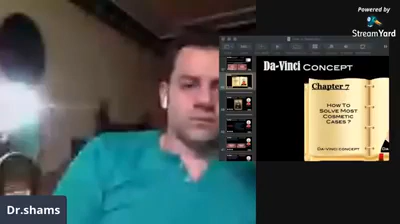 Powered by
StreamYard
Da-Vinci CONCEPT
Chapter 7
HOW TO
SOLVE MOST
COSMETIC
CASES ?
DA-VINCI CONCEPT
Dr.shams